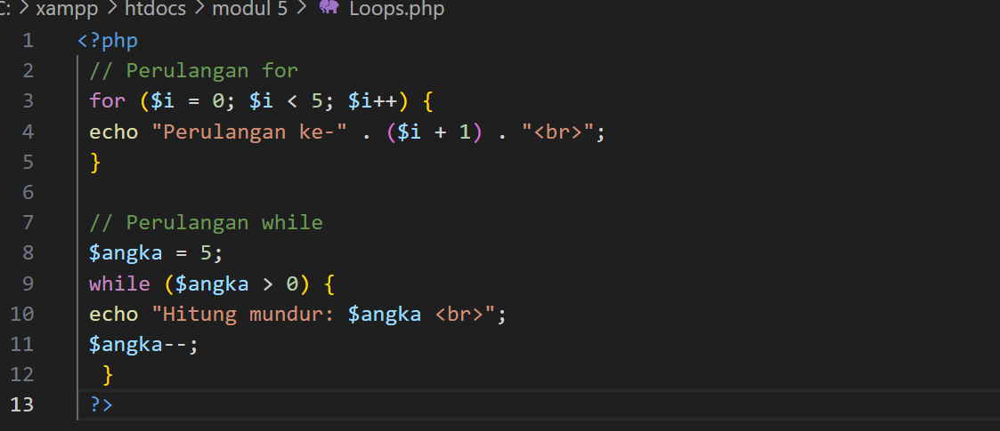 C: > xampp > htdocs > modul 5 > Loops.php
1 <?php
2 // Perulangan for
3 for ($i = 0; $i < 5; $i++) {
4 echo "Perulangan ke-" . ($i + 1) . "<br>";
5 }
6
7 // Perulangan while
8 $angka = 5;
9 while ($angka > 0) {
10 echo "Hitung mundur: $angka <br>";
11 $angka--;
12 }
13 ?>